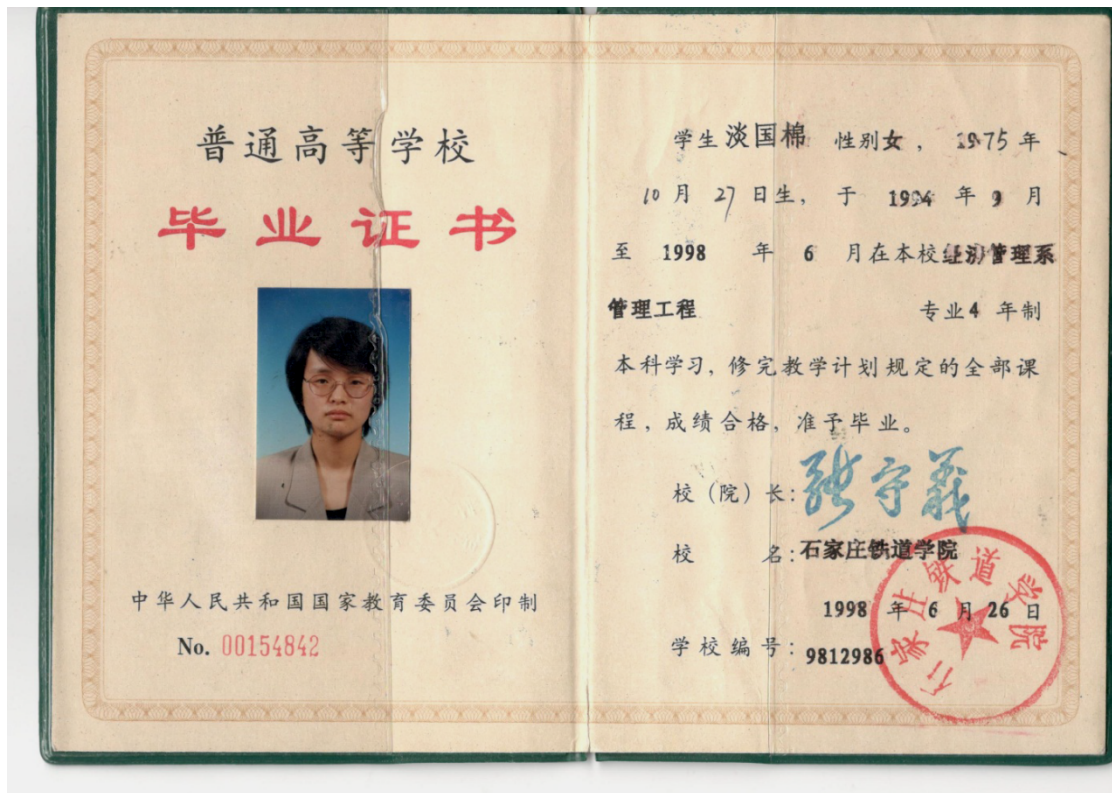 普通高等学校
毕业证书
中华人民共和国国家教育委员会印制
No. 00154842
学生 淡国棉 性别女， 1975 年
10 月 27 日生， 于 1994 年 9 月
至 1998 年 6 月在本校经济管理系
管理工程 专业 4 年制
本科学习，修完教学计划规定的全部课
程，成绩合格，准予毕业。
校（院）长：张守義
校 名：石家庄铁道学院
1998 年 6 月 26 日
学校编号：9812986
石家庄铁道学院